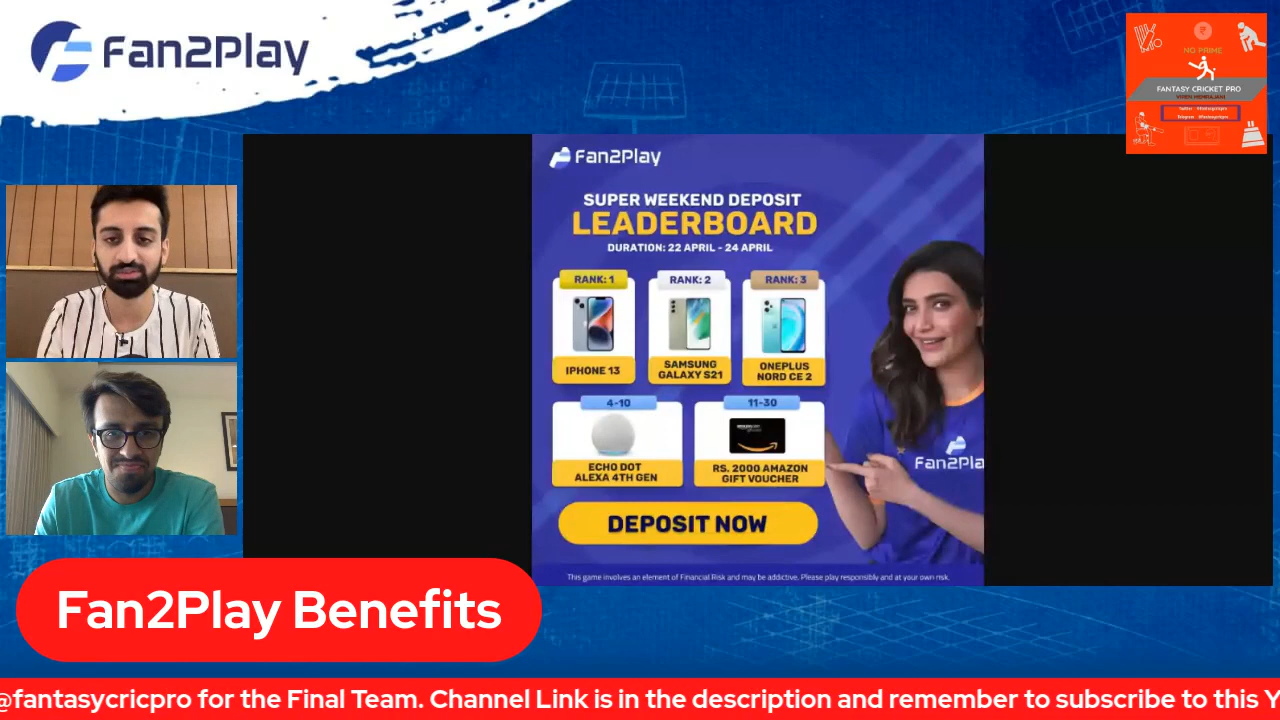 Fan2Play
NO PRIME
FANTASY CRICKET PRO
Fan2Play
SUPER WEEKEND DEPOSIT
LEADERBOARD
DURATION: 22 APRIL - 24 APRIL
RANK: 1
RANK: 2
RANK: 3
IPHONE 13
SAMSUNG
GALAXY S21
ONEPLUS
NORD CE 2
4-10
11-30
ECHO DOT
ALEXA 4TH GEN
RS. 2000 AMAZON
GIFT VOUCHER
Fan2Pla
DEPOSIT NOW
This game involves an element of Financial Risk and may be addictive. Please play responsibly and at your own risk.
Fan2Play Benefits
@fantasycricpro for the Final Team. Channel Link is in the description and remember to subscribe to this Y